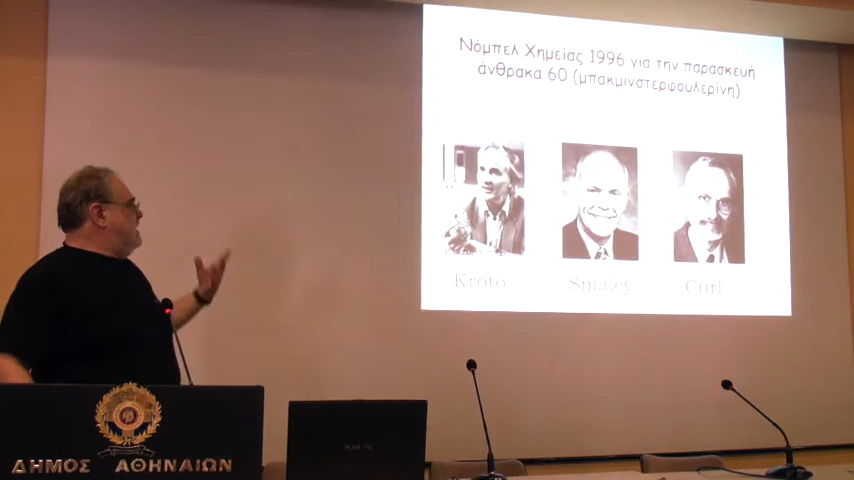 Νόμπελ Χημείας 1996 για την παρασκευή
άνθρακα 60 (μπακμινστερφουλερίνη)
Kroto Smaley Curl
ΔΗΜΟΣ ΑΘΗΝΑΙΩΝ